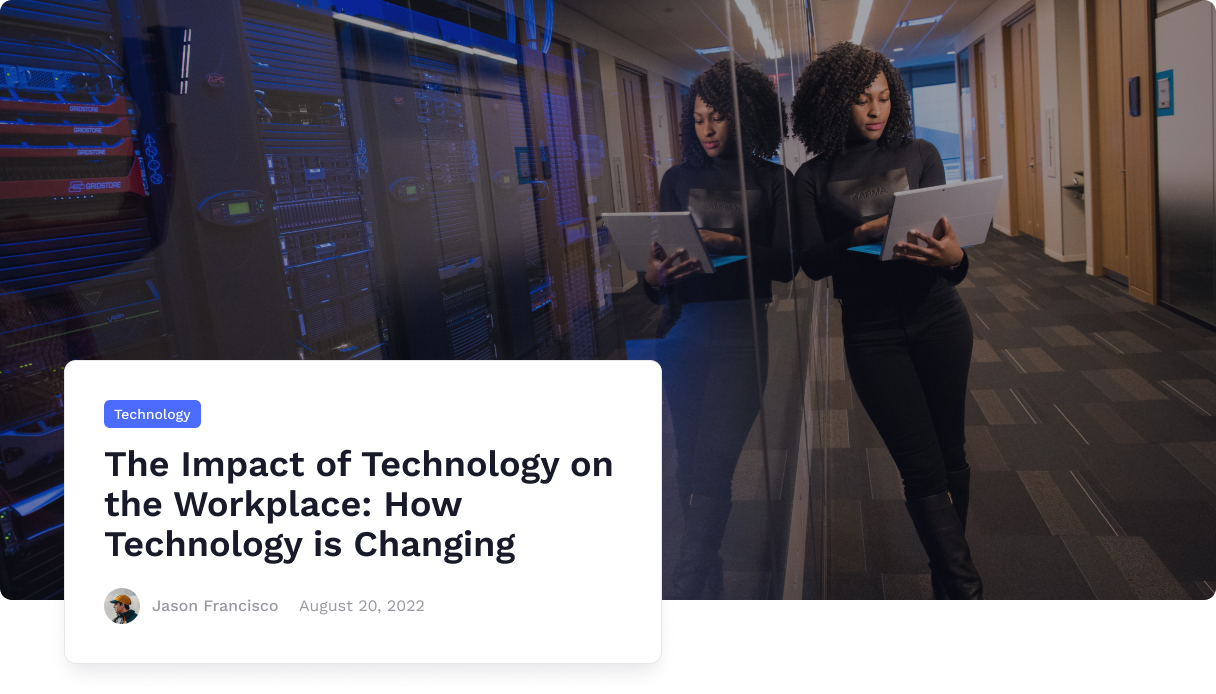 GRIDSTORE
GRIDSTORE
GRIDSTORE
GRIDSTORE
Technology
The Impact of Technology on
the Workplace: How
Technology is Changing
Jason Francisco August 20, 2022